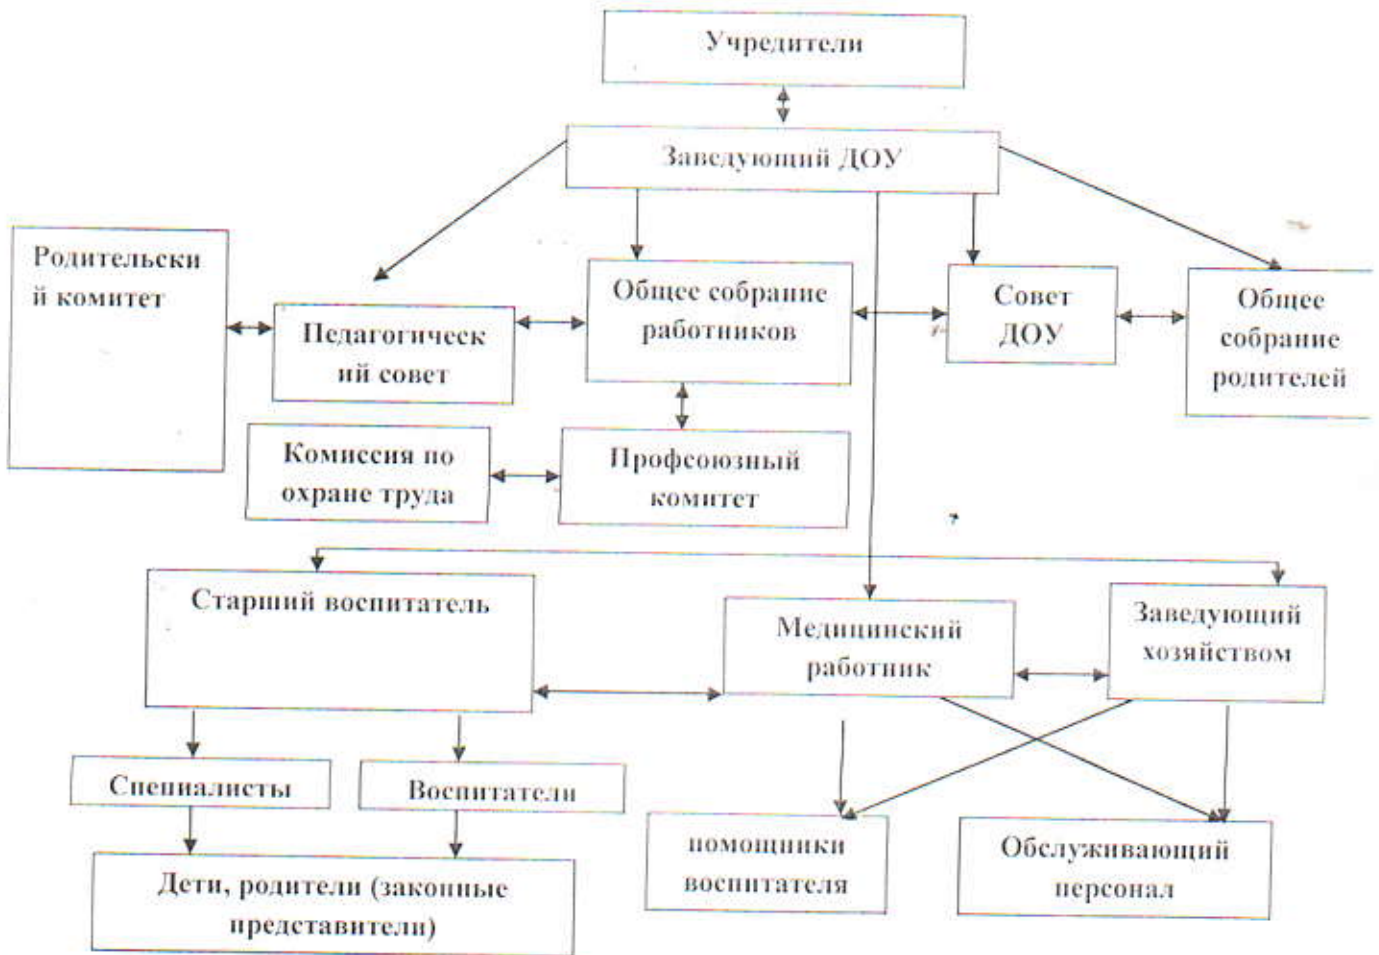 Учредители
Заведующий ДОУ
Родительски
й комитет
Педагогическ
ий совет
Общее собрание
работников
Совет
ДОУ
Общее
собрание
родителей
Комиссия по
охране труда
Профсоюзный
комитет
Старший воспитатель
Медицинский
работник
Заведующий
хозяйством
Специалисты
Воспитатели
помощники
воспитателя
Обслуживающий
персонал
Дети, родители (законные
представители)